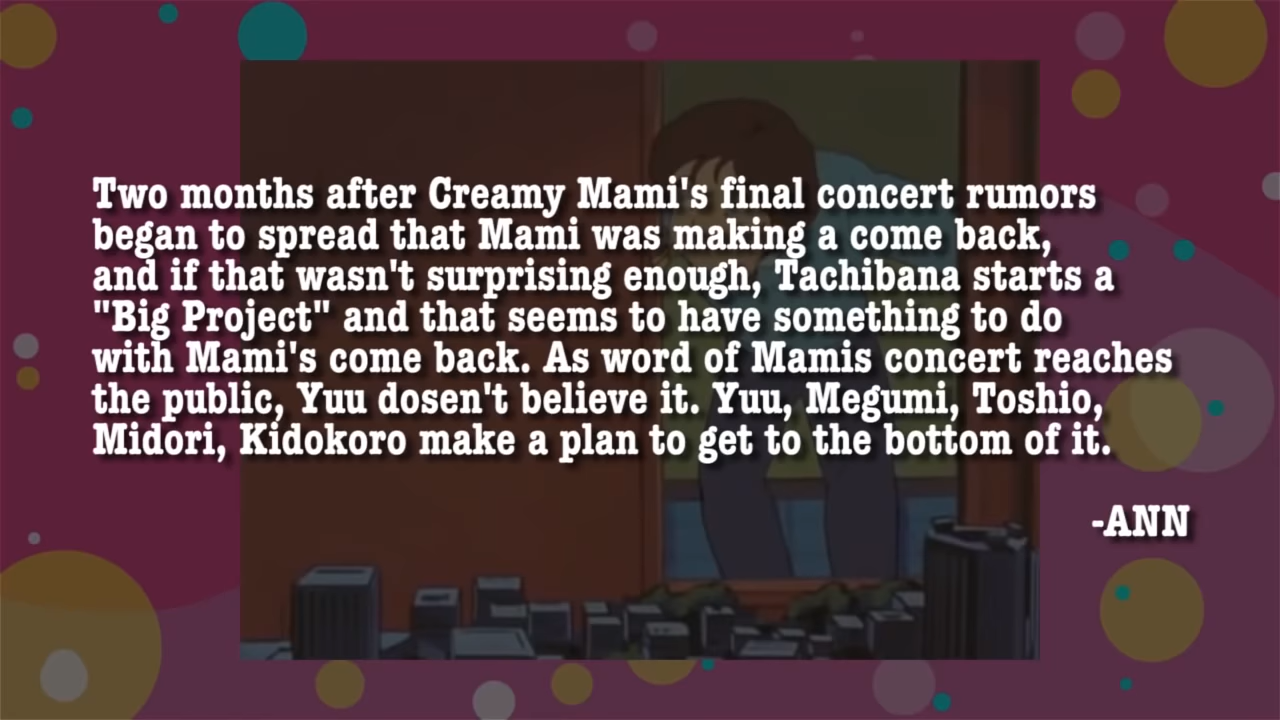 Two months after Creamy Mami's final concert rumors
began to spread that Mami was making a come back,
and if that wasn't surprising enough, Tachibana starts a
"Big Project" and that seems to have something to do
with Mami's come back. As word of Mamis concert reaches
the public, Yuu dosen't believe it. Yuu, Megumi, Toshio,
Midori, Kidokoro make a plan to get to the bottom of it.
-ANN